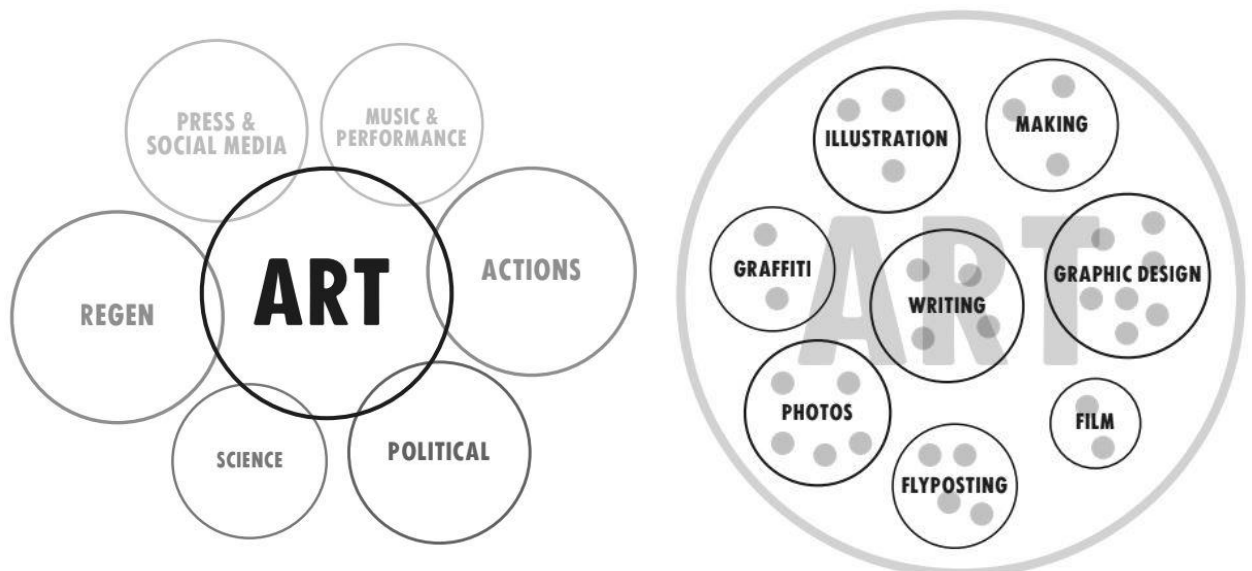 PRESS &
SOCIAL MEDIA
MUSIC &
PERFORMANCE
ART
ACTIONS
REGEN
SCIENCE
POLITICAL
ART
ILLUSTRATION
MAKING
GRAFFITI
WRITING
GRAPHIC DESIGN
PHOTOS
FILM
FLYPOSTING